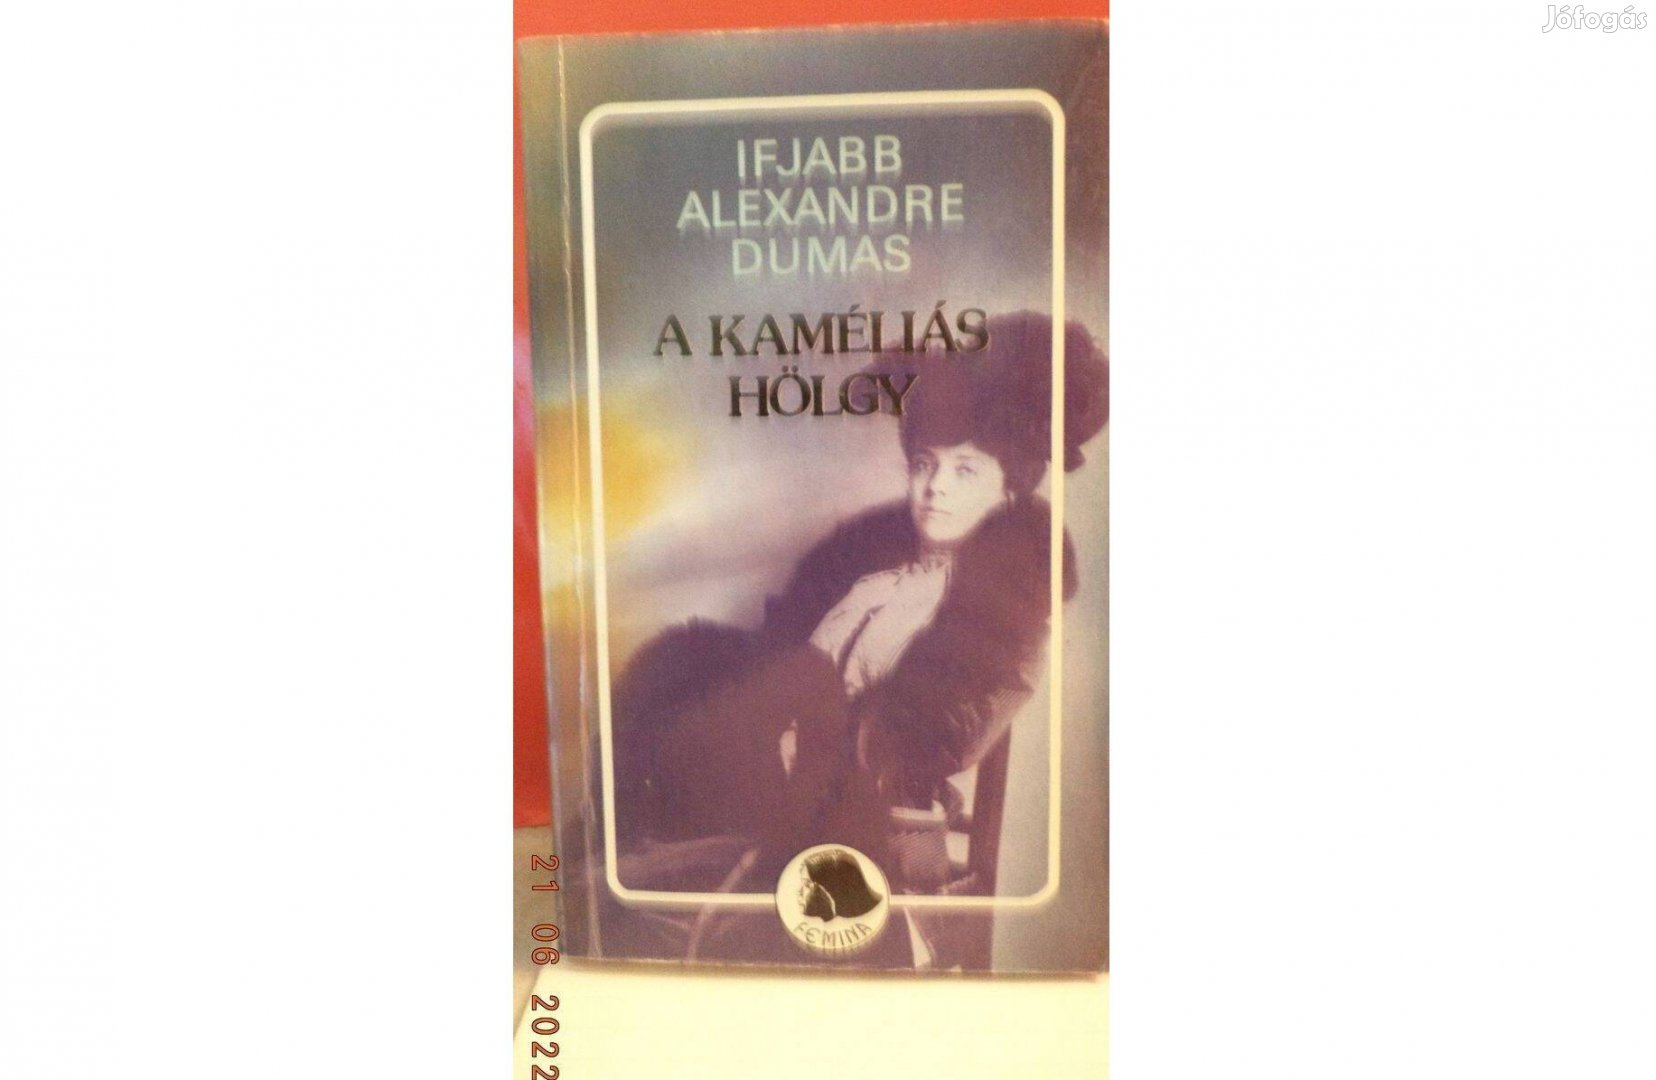 Jófogás
IFJABB
ALEXANDRE
DUMAS
A KAMÉLIÁS
HÖLGY
FEMINA
21 06 2022